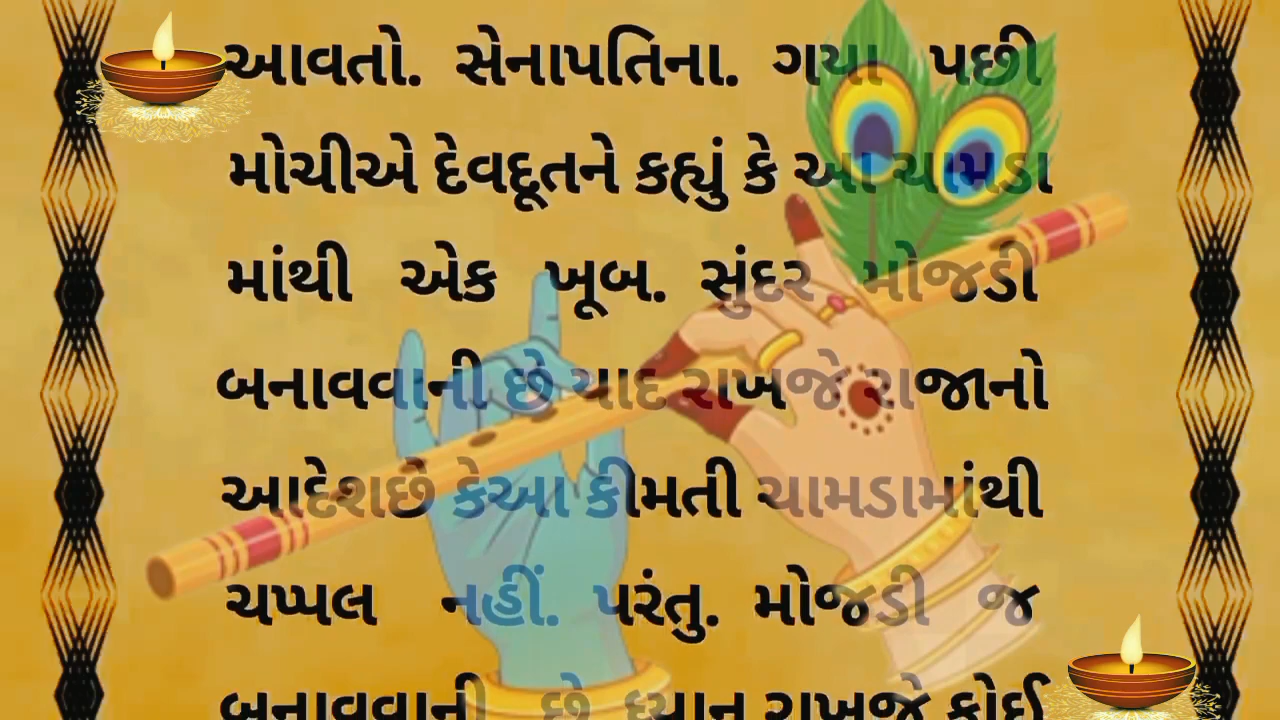 આવતો. સેનાપતિના. ગયા પછી
મોચીએ દેવદૂતને કહ્યું કે આ ચામડા
માંથી એક ખૂબ. સુંદર મોજડી
બનાવવાની છે યાદ રાખજે રાજાનો
આદેશછે કેઆ કીમતી ચામડામાંથી
ચપ્પલ નહીં. પરંતુ. મોજડી જ
બનાવવાની છે ધ્યાન રાખજે કોઈ